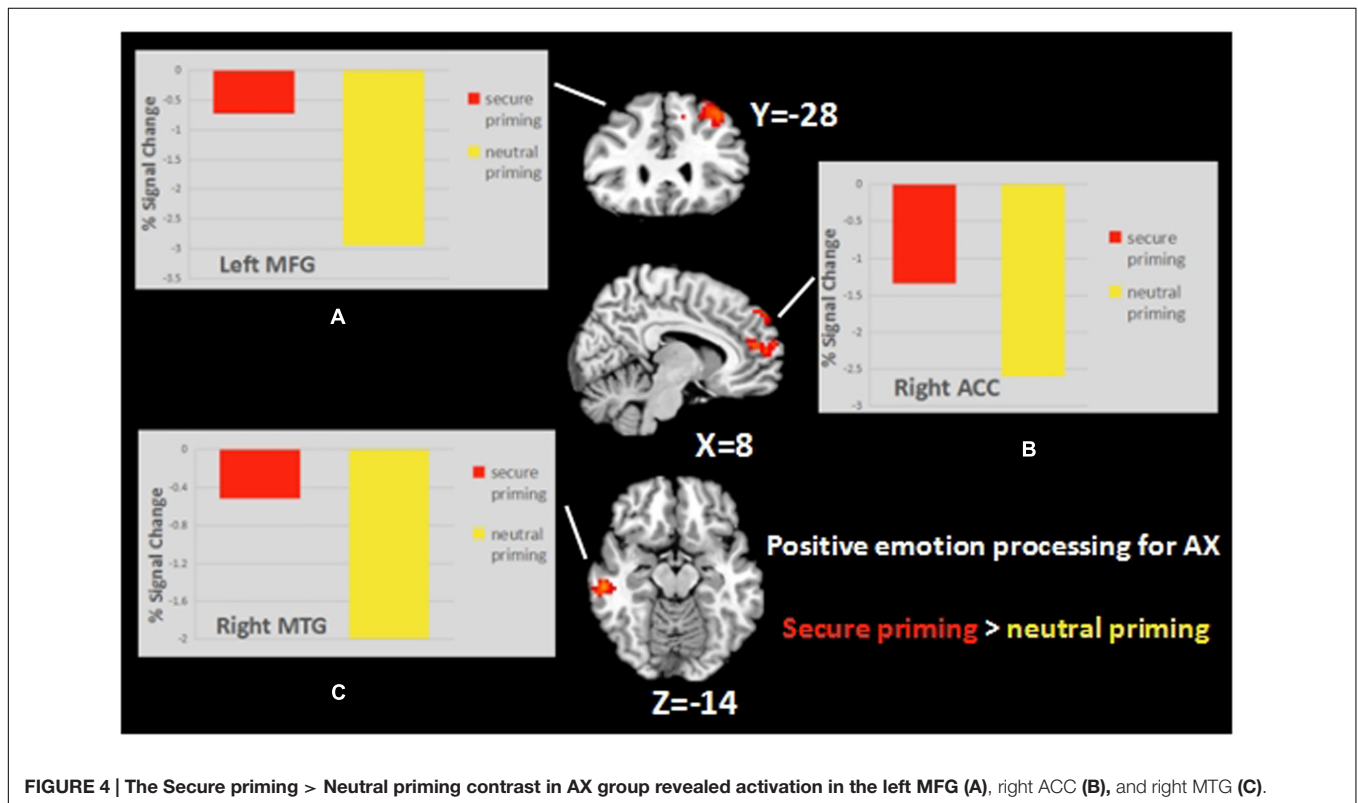 0
-0.5
-1
-1.5
-2
-2.5
-3
-3.5
% Signal Change
Left MFG
secure
priming
neutral
priming
A
Y=-28
0
-0.5
-1
-1.5
-2
-2.5
-3
% Signal Change
Right ACC
secure
priming
neutral
priming
B
X=8
0
-0.4
-0.8
-1.2
-1.6
-2
% Signal Change
Right MTG
secure
priming
neutral
priming
C
Z=-14
Positive emotion processing for AX
Secure priming > neutral priming
FIGURE 4 | The Secure priming > Neutral priming contrast in AX group revealed activation in the left MFG (A), right ACC (B), and right MTG (C).